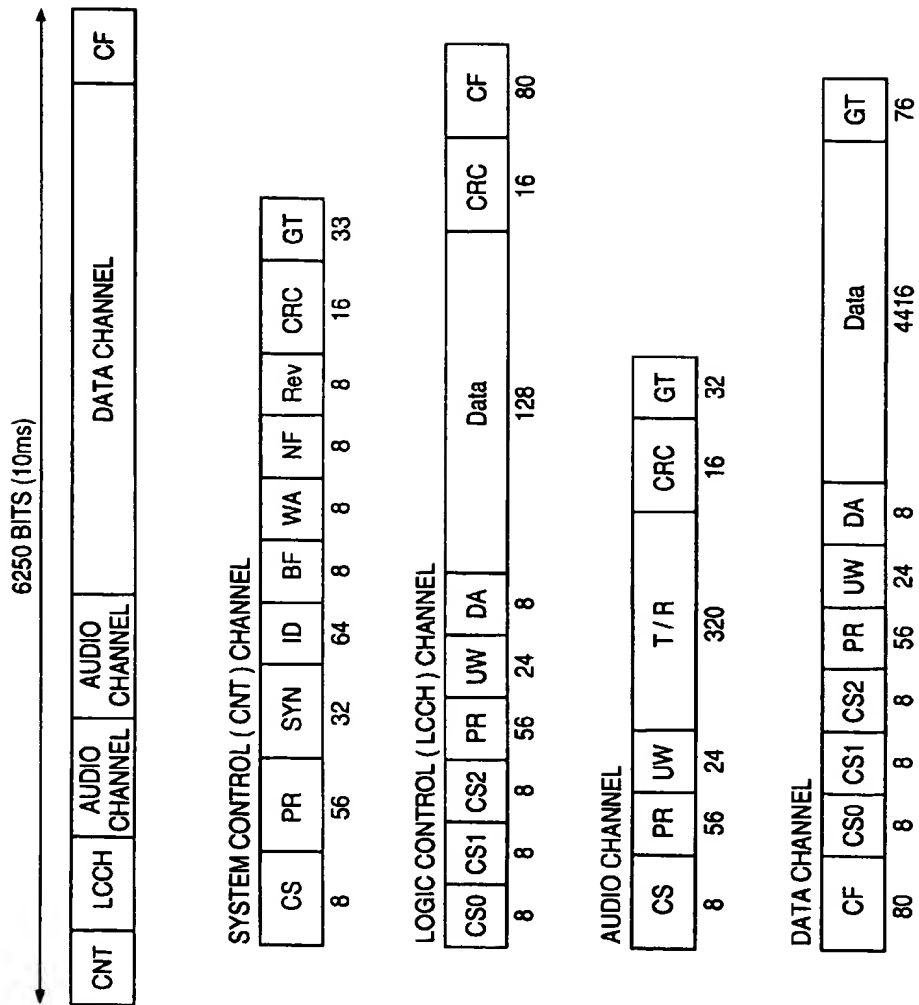 6250 BITS (10ms)
CNT LCCH AUDIO CHANNEL AUDIO CHANNEL DATA CHANNEL CF
SYSTEM CONTROL ( CNT ) CHANNEL
CS PR SYN ID BF WA NF Rev CRC GT
8 56 32 64 8 8 8 8 16 33
LOGIC CONTROL ( LCCH ) CHANNEL
CS0 CS1 CS2 PR UW DA Data CRC CF
8 8 8 56 24 8 128 16 80
AUDIO CHANNEL
CS PR UW T / R CRC GT
8 56 24 320 16 32
DATA CHANNEL
CF CS0 CS1 CS2 PR UW DA Data GT
80 8 8 8 56 24 8 4416 76